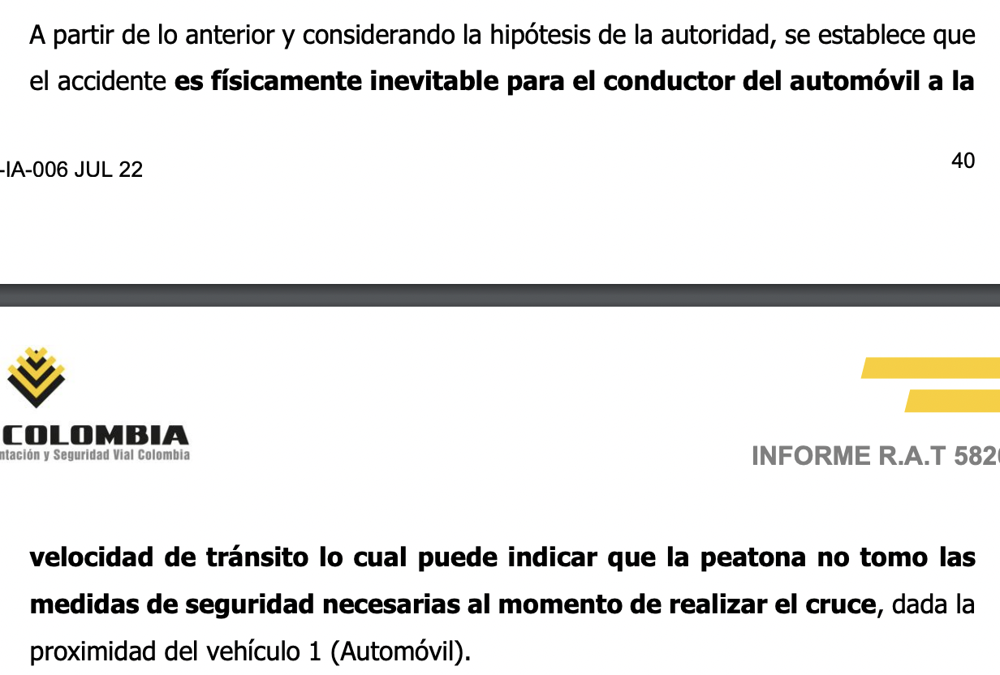 A partir de lo anterior y considerando la hipótesis de la autoridad, se establece que
el accidente es físicamente inevitable para el conductor del automóvil a la
-IA-006 JUL 22
40
COLOMBIA
ntación y Seguridad Vial Colombia
INFORME R.A.T 582
velocidad de tránsito lo cual puede indicar que la peatona no tomo las
medidas de seguridad necesarias al momento de realizar el cruce, dada la
proximidad del vehículo 1 (Automóvil).